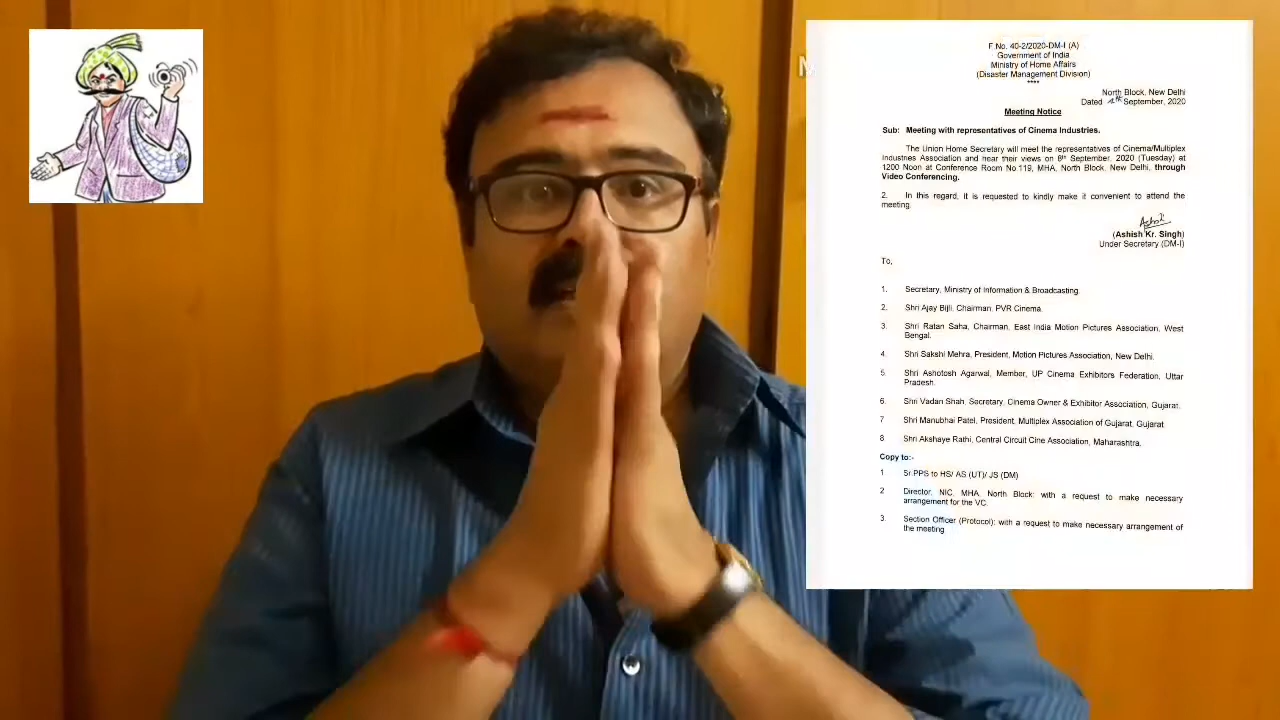 M
F.No. 40-2/2020-DM-I (A)
Government of India
Ministry of Home Affairs
(Disaster Management Division)
****
North Block, New Delhi
Dated September, 2020
Meeting Notice
Sub: Meeting with representatives of Cinema Industries.
The Union Home Secretary will meet the representatives of Cinema/Multiplex
Industries Association and hear their views on 8th September, 2020 (Tuesday) at
1200 Noon at Conference Room No.119, MHA, North Block, New Delhi, through
Video Conferencing.
2. In this regard, it is requested to kindly make it convenient to attend the
meeting.
(Ashish Kr. Singh)
Under Secretary (DM-I)
To,
1. Secretary, Ministry of Information & Broadcasting.
2. Shri Ajay Bijli, Chairman, PVR Cinema.
3. Shri Ratan Saha, Chairman, East India Motion Pictures Association, West
Bengal.
4. Shri Sakshi Mehra, President, Motion Pictures Association, New Delhi.
5. Shri Ashotosh Agarwal, Member, UP Cinema Exhibitors Federation, Uttar
Pradesh.
6. Shri Vadan Shah, Secretary, Cinema Owner & Exhibitor Association, Gujarat.
7 Shri Manubhai Patel, President, Multiplex Association of Gujarat, Gujarat
8 Shri Akshaye Rathi, Central Circuit Cine Association, Maharashtra.
Copy to:-
1 Sr.PPS to HS/ AS (UT)/ JS (DM)
2 Director, NIC, MHA, North Block: with a request to make necessary
arrangement for the VC.
3. Section Officer (Protocol): with a request to make necessary arrangement of
the meeting